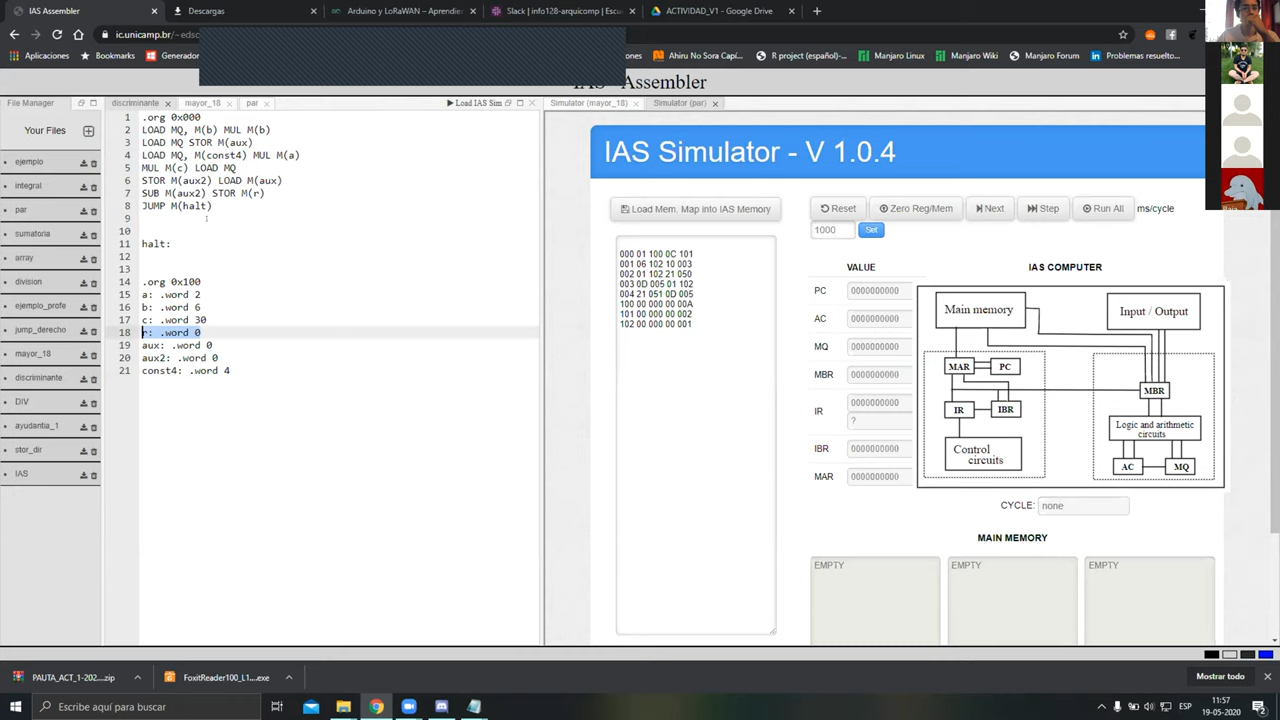 IAS Assembler
Descargas
Arduino y LoRaWAN – Aprendier
Slack | info128-arquicomp | Escue
ACTIVIDAD_V1 - Google Drive
ic.unicamp.br/
Aplicaciones
Bookmarks
Generador
Ahiru No Sora Capí...
R project (español)-...
Manjaro Linux
Manjaro Wiki
Manjaro Forum
Problemas resuelto...
Assembler
File Manager
discriminante
mayor_18
par
Load IAS Sim
Simulator (mayor_18)
Simulator (par)
Your Files
ejemplo
integral
par
sumatoria
array
division
ejemplo_profe
jump_derecho
mayor_18
discriminante
DIV
ayudantia_1
stor_dir
IAS
1 .org 0x000
2 LOAD MQ, M(b) MUL M(b)
3 LOAD MQ STOR M(aux)
4 LOAD MQ, M(const4) MUL M(a)
5 MUL M(c) LOAD MQ
6 STOR M(aux2) LOAD M(aux)
7 SUB M(aux2) STOR M(r)
8 JUMP M(halt)
9
10
11 halt:
12
13
14 .org 0x100
15 a: .word 2
16 b: .word 6
17 c: .word 30
18 r: .word 0
19 aux: .word 0
20 aux2: .word 0
21 const4: .word 4
IAS Simulator - V 1.0.4
Load Mem. Map into IAS Memory
Reset
Zero Reg/Mem
Next
Step
Run All
ms/cycle
1000
Set
000 01 100 0C 101
001 06 102 10 003
002 01 102 21 050
003 0D 005 01 102
004 21 051 0D 005
100 00 000 00 00A
101 00 000 00 002
102 00 000 00 001
VALUE
IAS COMPUTER
PC 0000000000
AC 0000000000
MQ 0000000000
MBR 0000000000
IR 0000000000
?
IBR 0000000000
MAR 0000000000
Main memory
Input / Output
MAR
PC
MBR
IR
IBR
Logic and arithmetic
circuits
Control
circuits
AC
MQ
CYCLE: none
MAIN MEMORY
EMPTY
EMPTY
EMPTY
PAUTA_ACT_1-202....zip
FoxitReader100_L1....exe
Mostrar todo
Escribe aquí para buscar
ESP
11:57
19-05-2020
2